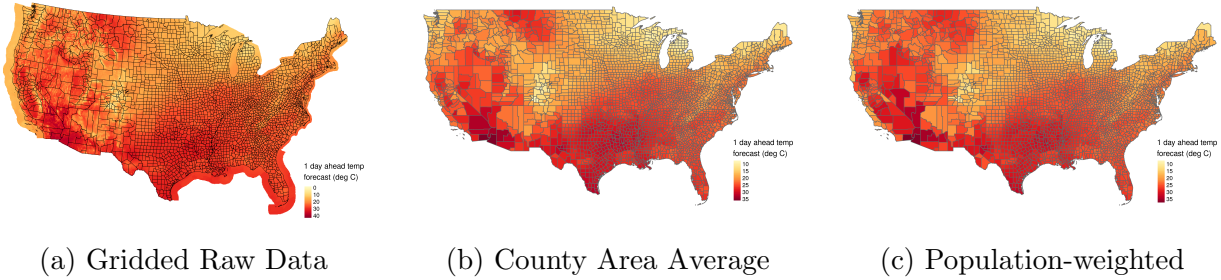 1 day ahead temp
forecast (deg C)
0
10
20
30
40
1 day ahead temp
forecast (deg C)
10
15
20
25
30
35
1 day ahead temp
forecast (deg C)
10
15
20
25
30
35
(a) Gridded Raw Data
(b) County Area Average
(c) Population-weighted